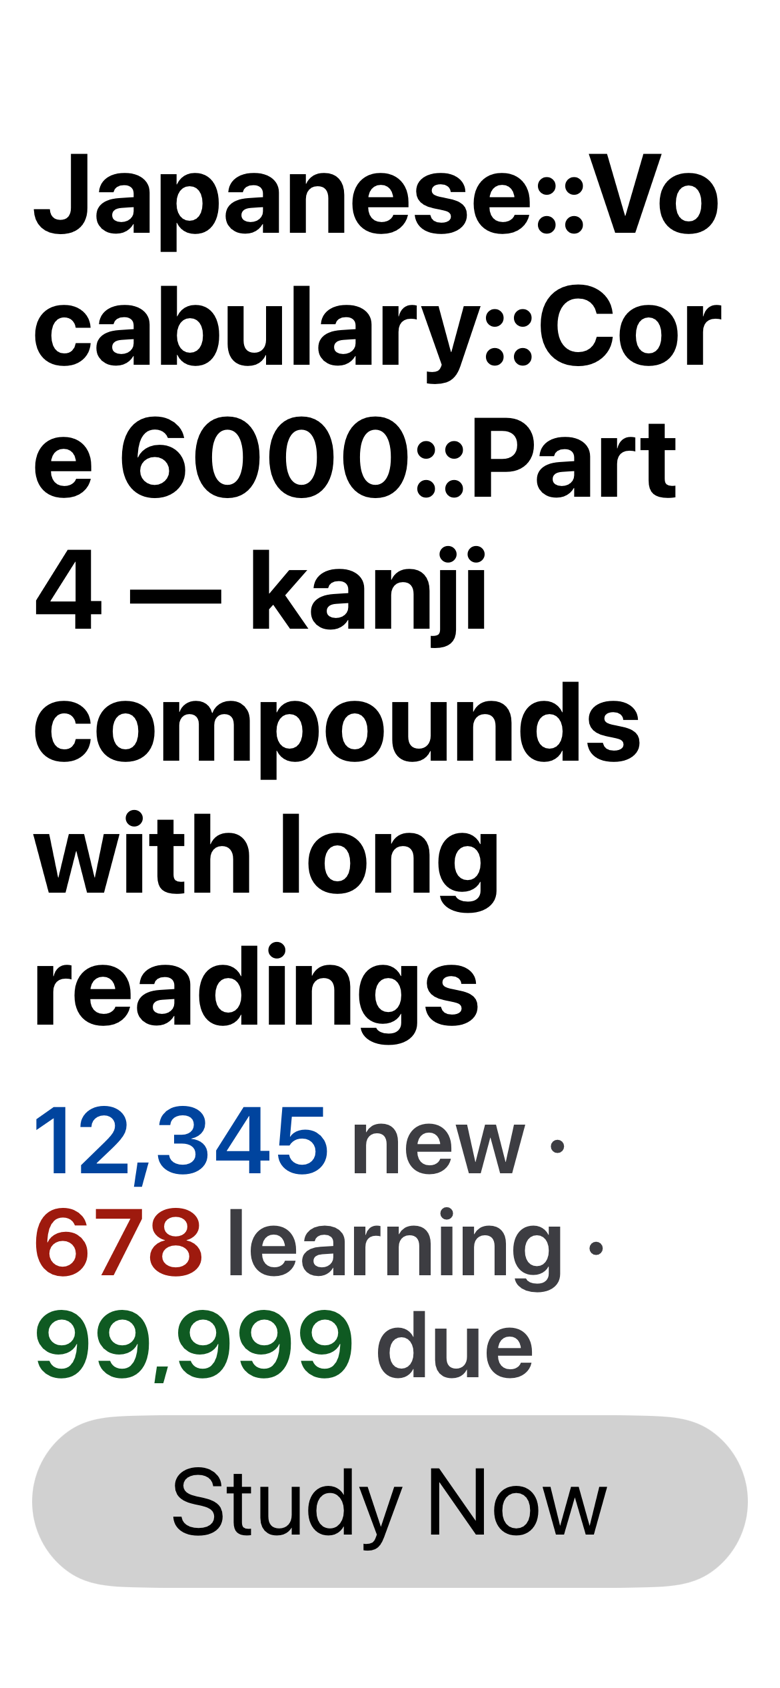 Japanese::Vo
cabulary::Cor
e 6000::Part
4 — kanji
compounds
with long
readings
12,345 new ·
678 learning ·
99,999 due
Study Now